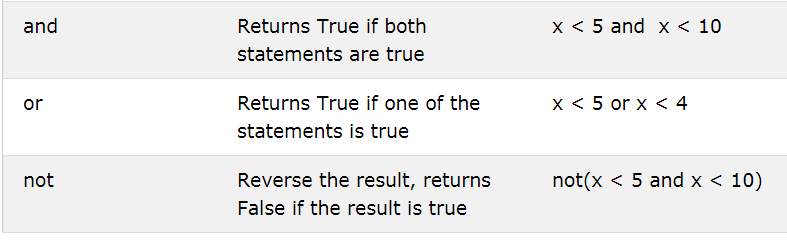 and Returns True if both x < 5 and  x < 10
statements are true
or Returns True if one of the x < 5 or x < 4
statements is true
not Reverse the result, returns not(x < 5 and x < 10)
False if the result is true